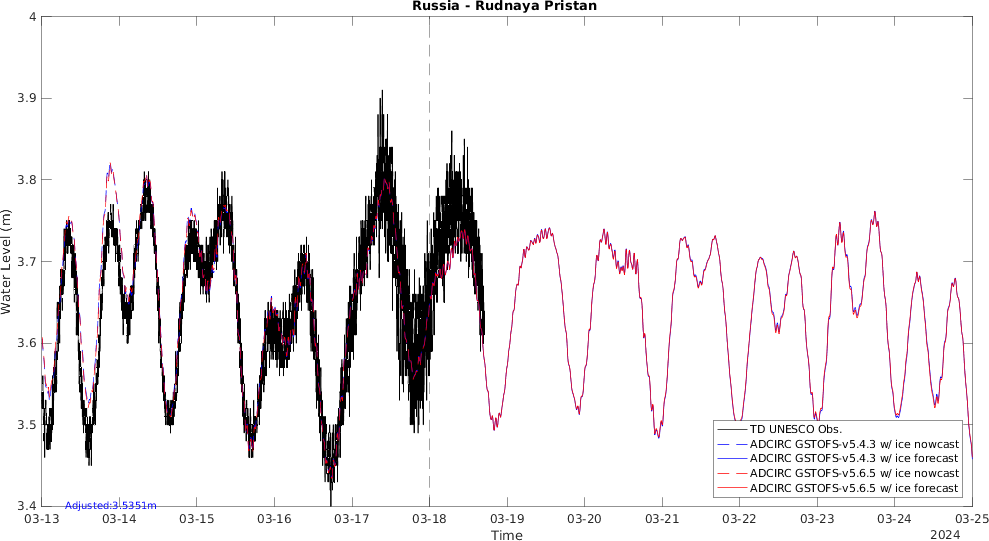 Russia - Rudnaya Pristan
Water Level (m)
4
3.9
3.8
3.7
3.6
3.5
3.4
Adjusted:3.5351m
TD UNESCO Obs.
ADCIRC GSTOFS-v5.4.3 w/ ice nowcast
ADCIRC GSTOFS-v5.4.3 w/ ice forecast
ADCIRC GSTOFS-v5.6.5 w/ ice nowcast
ADCIRC GSTOFS-v5.6.5 w/ ice forecast
03-13 03-14 03-15 03-16 03-17 03-18 03-19 03-20 03-21 03-22 03-23 03-24 03-25
Time
2024